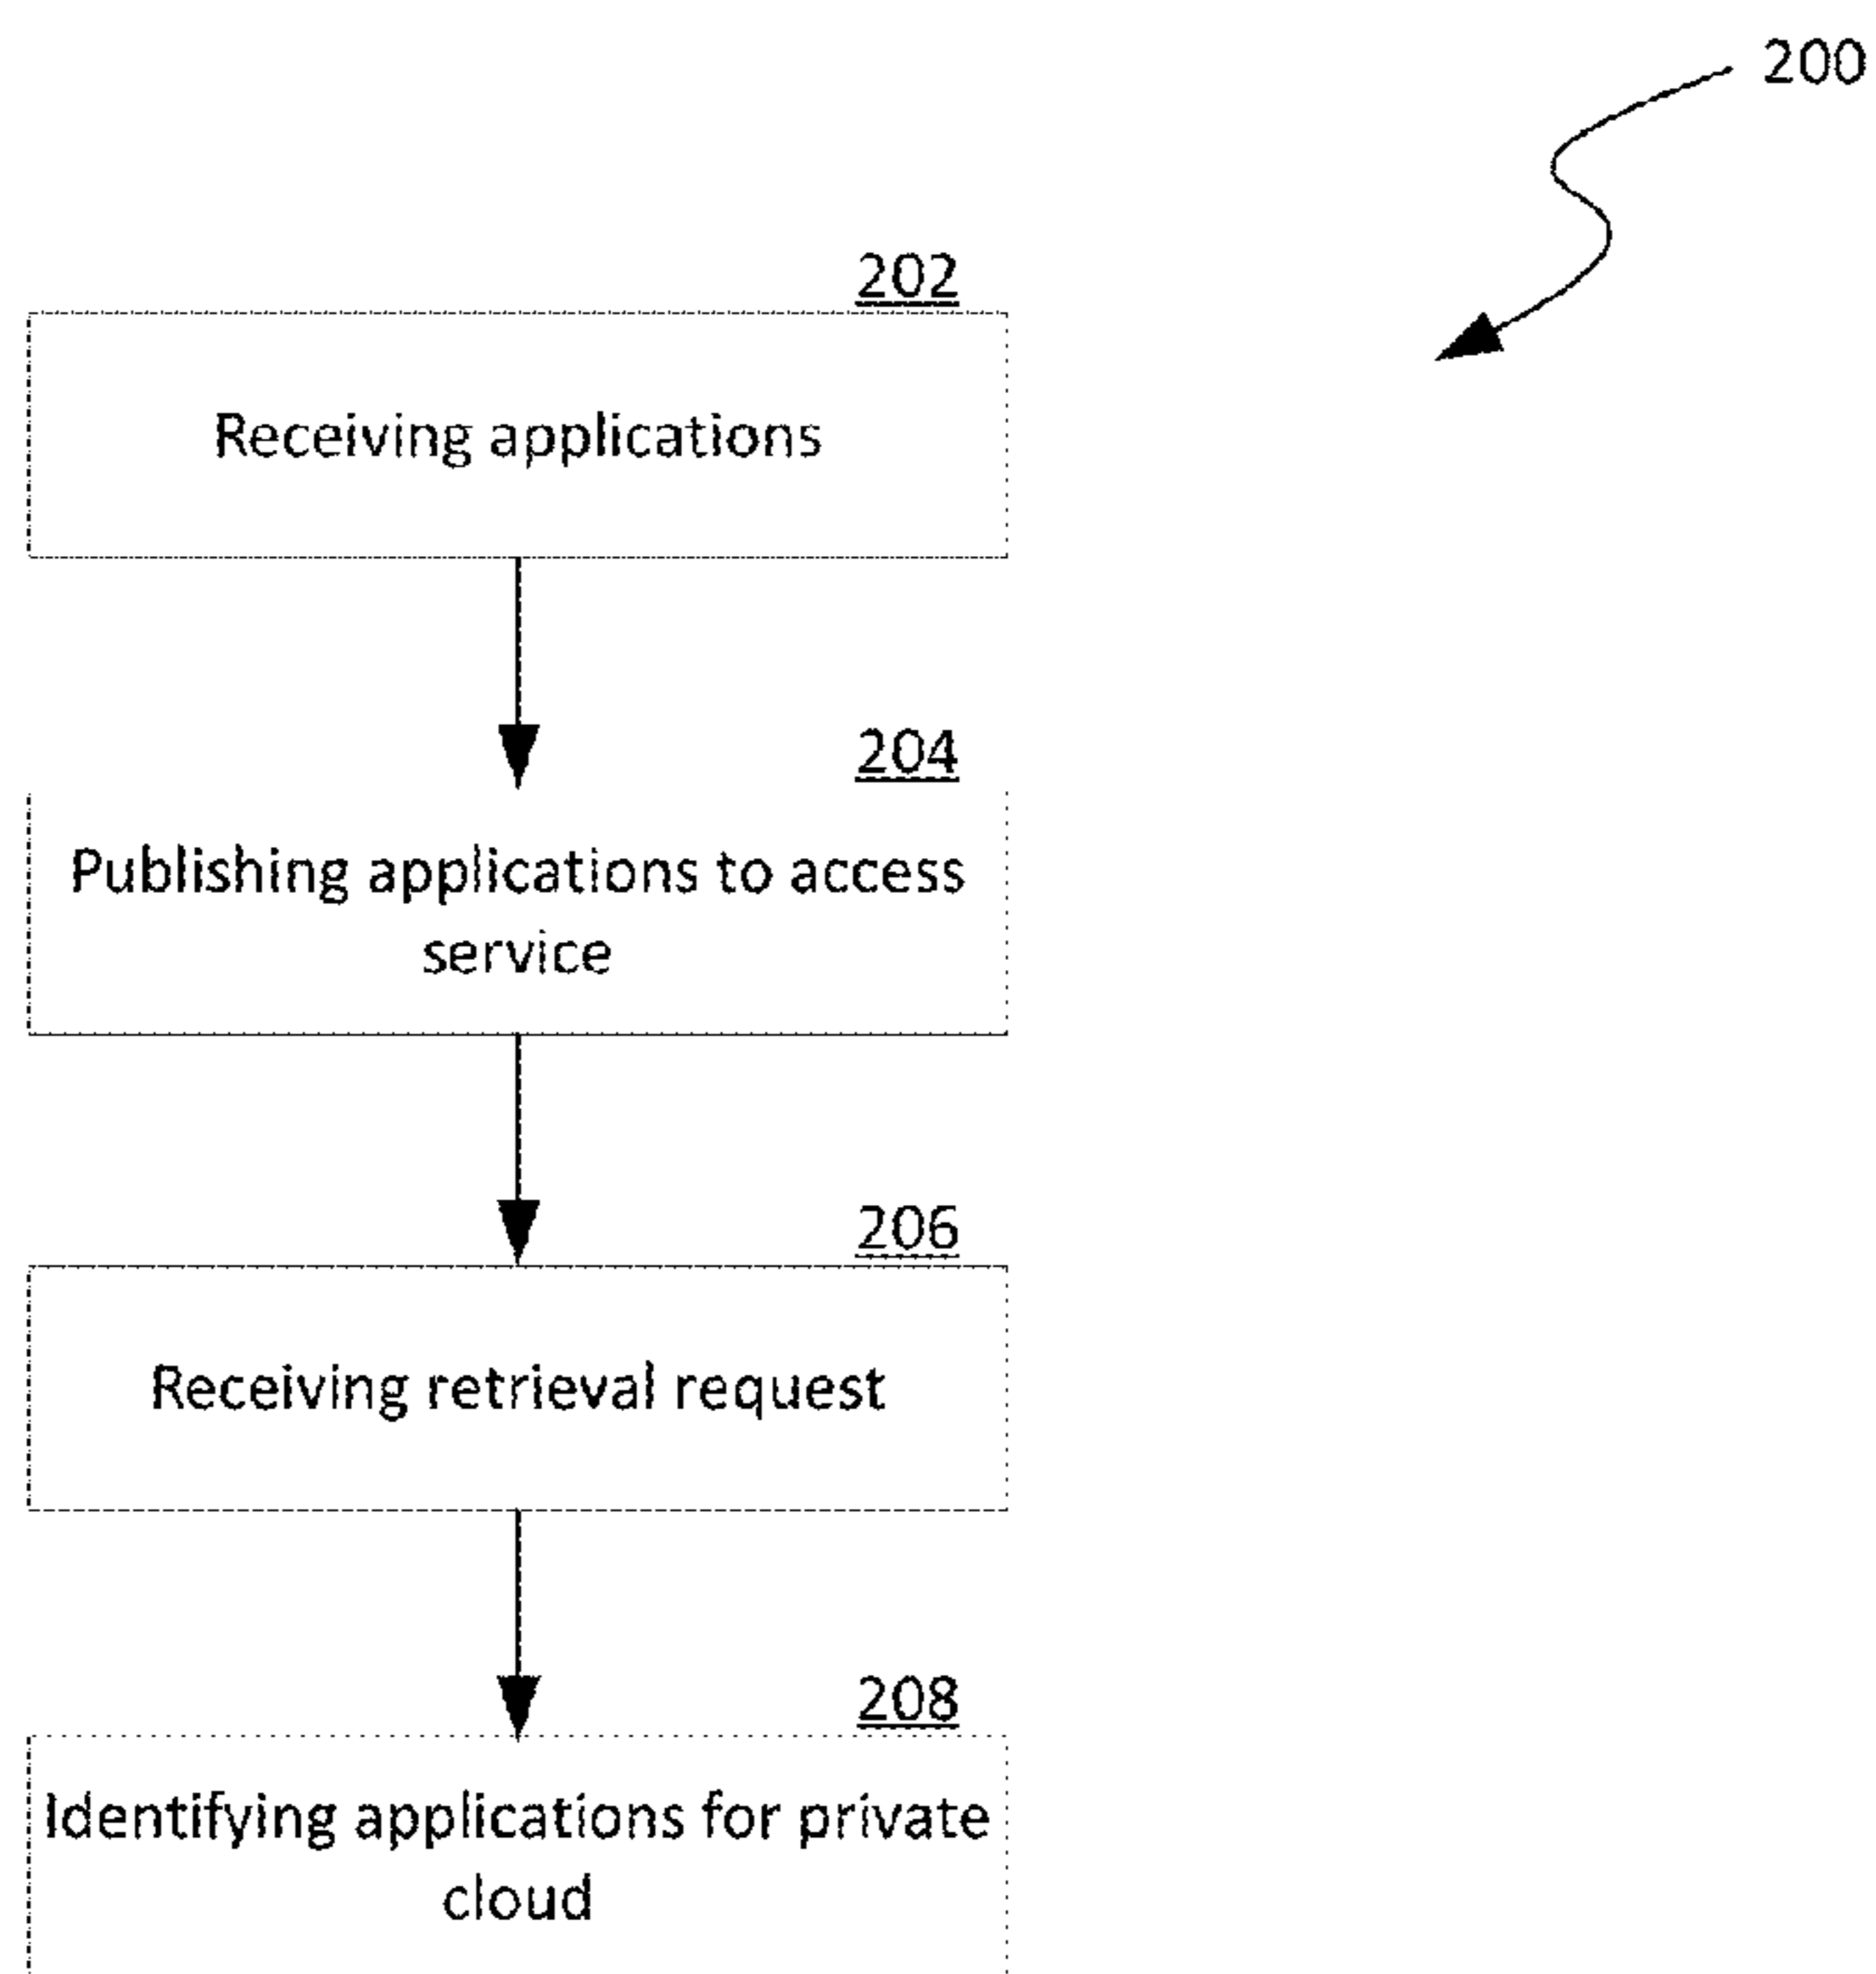 200
202
Receiving applications
204
Publishing applications to access
service
206
Receiving retrieval request
208
Identifying applications for private
cloud